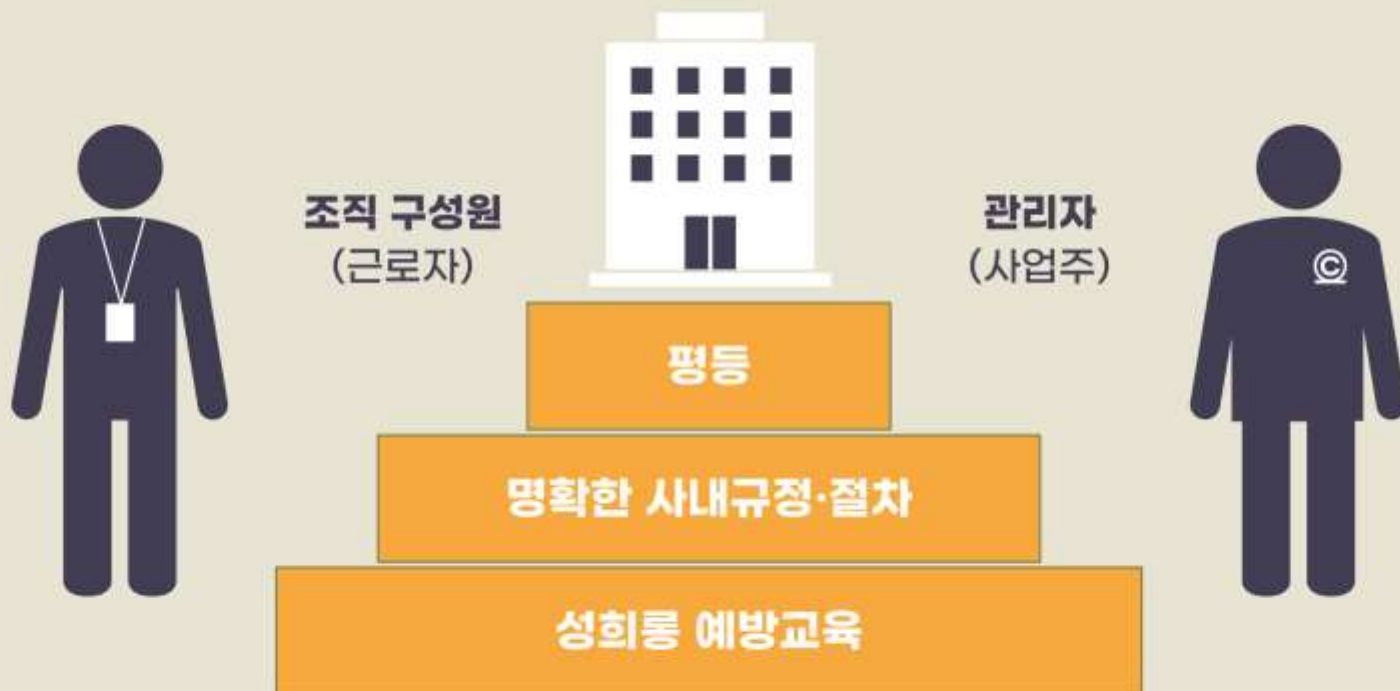 조직 구성원
(근로자)
관리자
(사업주)
평등
명확한 사내규정·절차
성희롱 예방교육